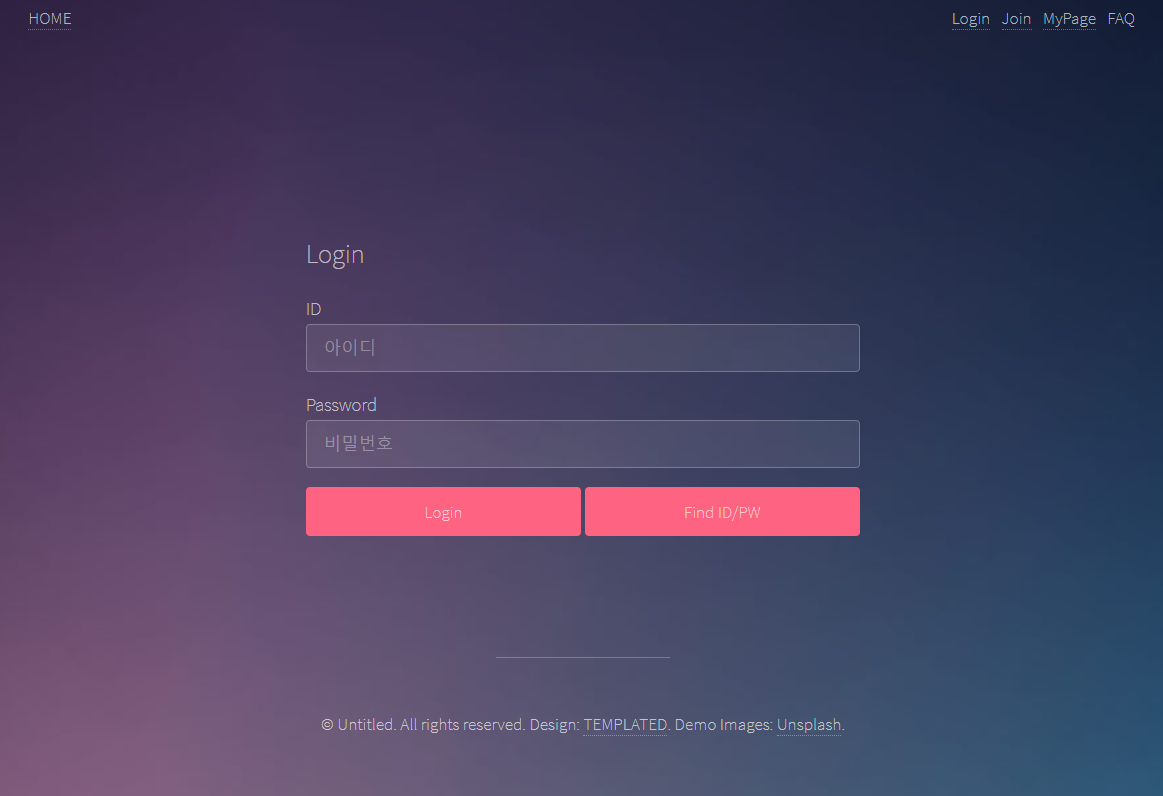 HOME
Login Join MyPage FAQ
Login
ID
아이디
Password
비밀번호
Login
Find ID/PW
© Untitled. All rights reserved. Design: TEMPLATED. Demo Images: Unsplash.